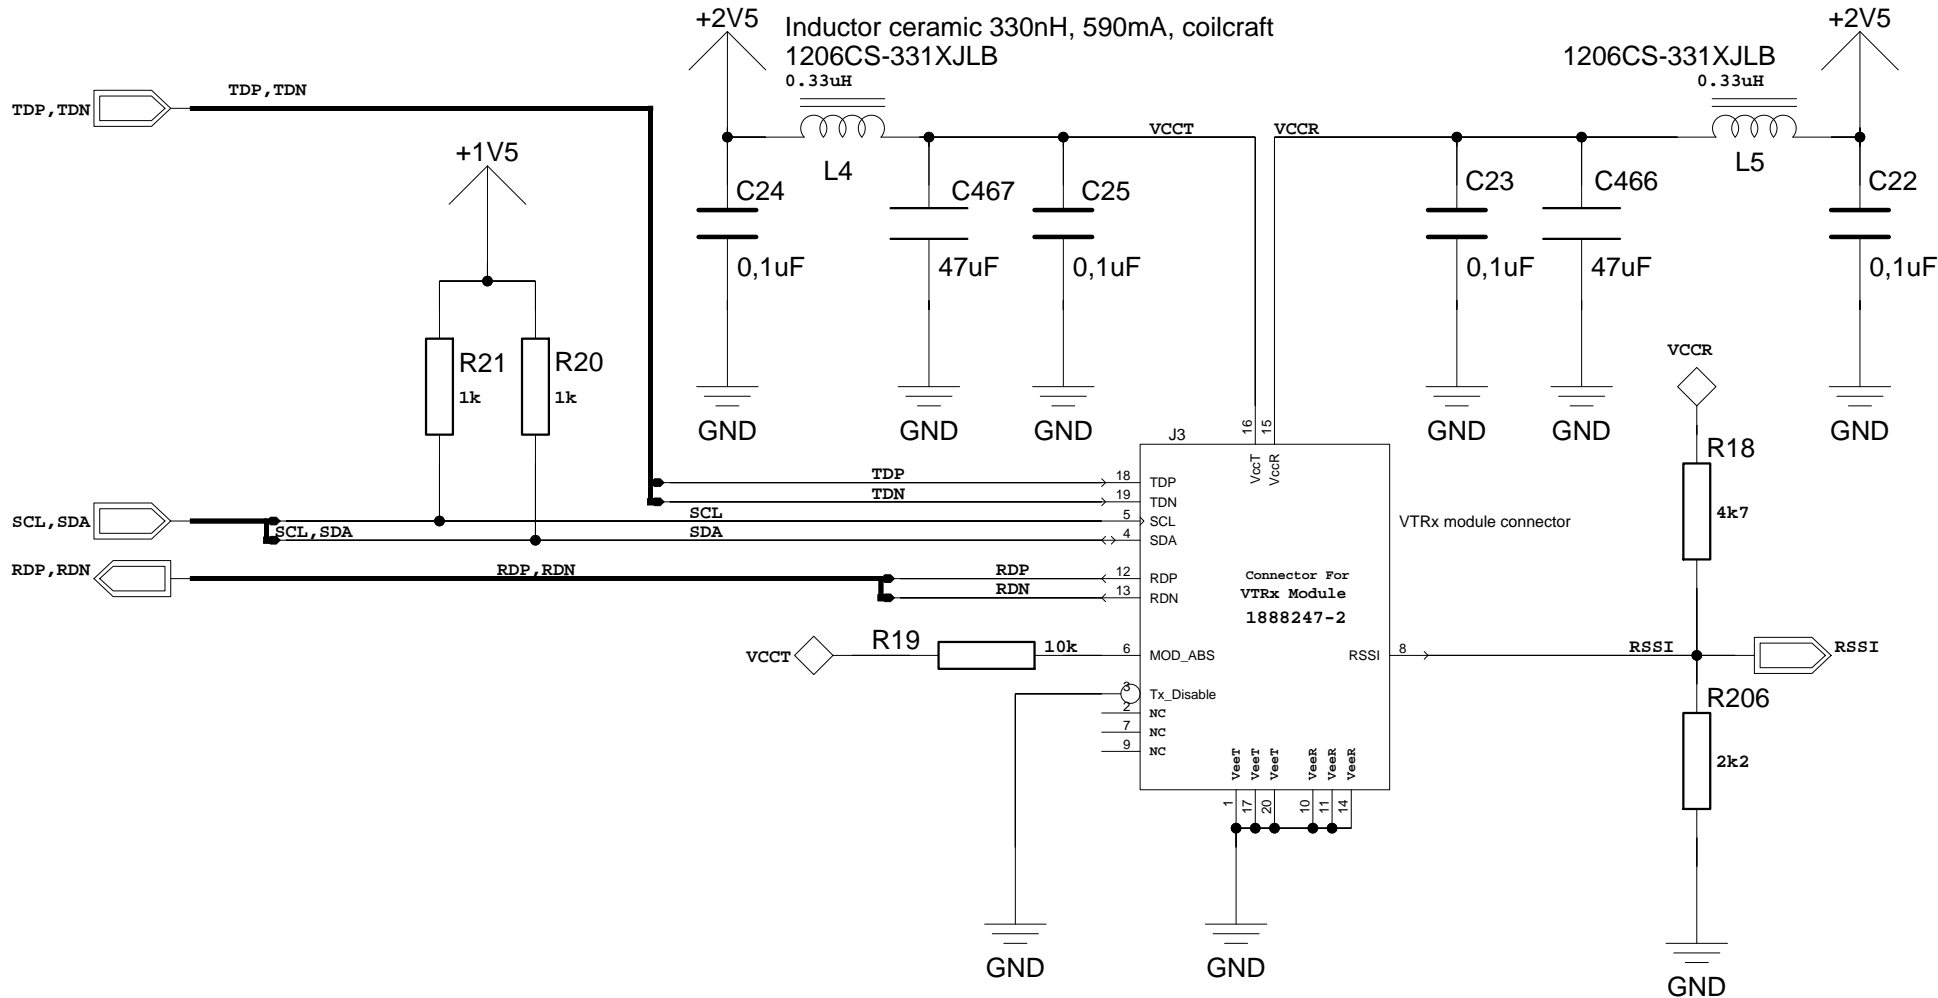 +2V5
Inductor ceramic 330nH, 590mA, coilcraft
1206CS-331XJLB
0.33uH
+2V5
1206CS-331XJLB
0.33uH
TDP,TDN
TDP,TDN
VCCT
VCCR
+1V5
L4
L5
C24
C467
C25
C23
C466
C22
0,1uF
47uF
0,1uF
0,1uF
47uF
0,1uF
R21
1k
R20
1k
VCCR
GND
GND
GND
GND
GND
GND
J3
16
15
VccT
VccR
R18
4k7
TDP
18
TDP
TDN
19
TDN
SCL,SDA
SCL
5
SCL
SCL,SDA
SDA
4
SDA
VTRx module connector
RDP,RDN
RDP,RDN
RDP
12
RDP
RDN
13
RDN
Connector For
VTRx Module
1888247-2
VCCT
R19
10k
6
MOD_ABS
RSSI
8
RSSI
RSSI
3
Tx_Disable
2
NC
7
NC
9
NC
R206
2k2
VeeT
VeeT
VeeT
VeeR
VeeR
VeeR
1
17
20
10
11
14
GND
GND
GND